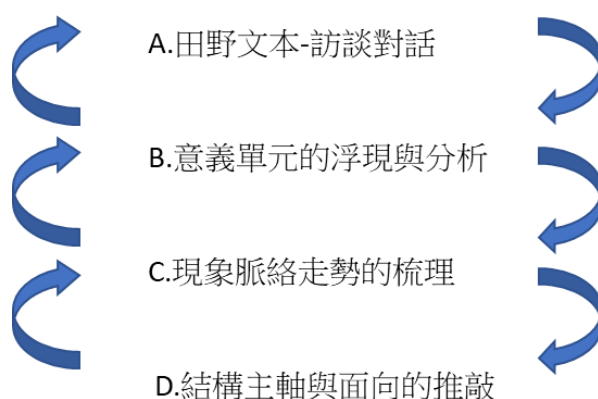 A.田野文本-訪談對話
B.意義單元的浮現與分析
C.現象脈絡走勢的梳理
D.結構主軸與面向的推敲